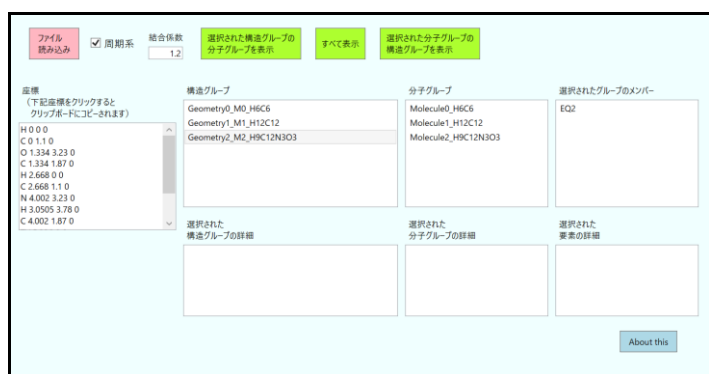 ファイル
読み込み
周期系
結合係数
1.2
選択された構造グループの
分子グループを表示
すべて表示
選択された分子グループの
構造グループを表示
座標
（下記座標をクリックすると
クリップボードにコピーされます）
H 0 0 0
C 0 1.1 0
O 1.334 3.23 0
C 1.334 1.87 0
H 2.668 0 0
C 2.668 1.1 0
N 4.002 3.23 0
H 3.0505 3.78 0
C 4.002 1.87 0
構造グループ
Geometry0_M0_H6C6
Geometry1_M1_H12C12
Geometry2_M2_H9C12N3O3
分子グループ
Molecule0_H6C6
Molecule1_H12C12
Molecule2_H9C12N3O3
選択されたグループのメンバー
EQ2
選択された
構造グループの詳細
選択された
分子グループの詳細
選択された
要素の詳細
About this